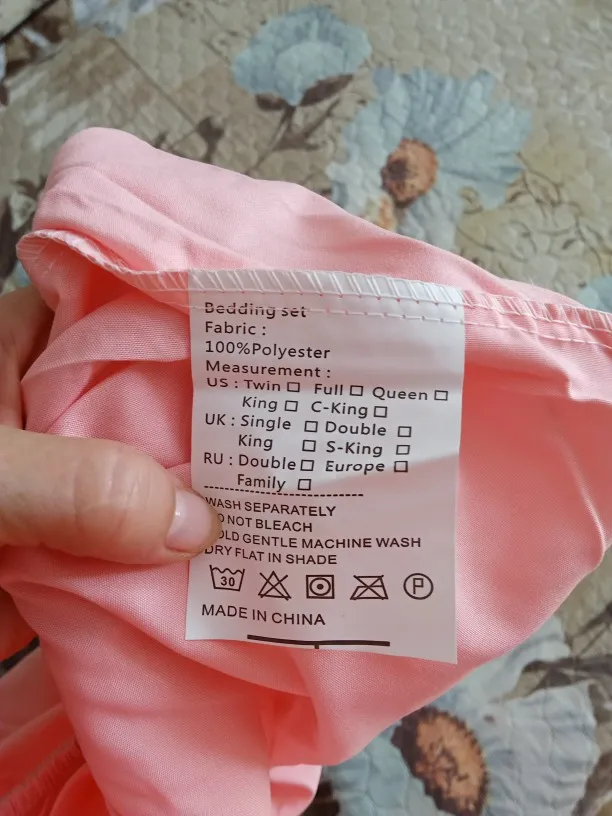 Bedding set
Fabric :
100%Polyester
Measurement :
US : Twin □ Full □ Queen □
King □ C-King □
UK : Single □ Double □
King □ S-King □
RU : Double □ Europe □
Family □
WASH SEPARATELY
NOT BLEACH
GENTLE MACHINE WASH
DRY FLAT IN SHADE
30 P
MADE IN CHINA